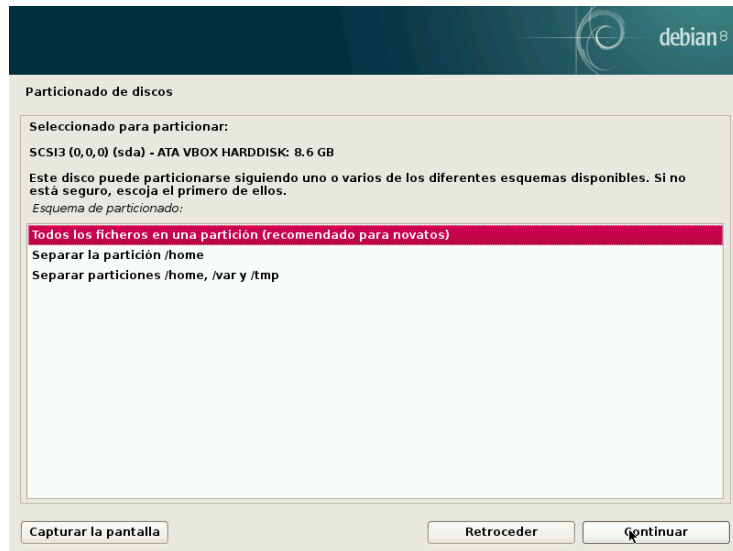 debian 8
Particionado de discos
Seleccionado para particionar:
SCSI3 (0,0,0) (sda) - ATA VBOX HARDDISK: 8.6 GB
Este disco puede particionarse siguiendo uno o varios de los diferentes esquemas disponibles. Si no
está seguro, escoja el primero de ellos.
Esquema de particionado:
Todos los ficheros en una partición (recomendado para novatos)
Separar la partición /home
Separar particiones /home, /var y /tmp
Capturar la pantalla
Retroceder
Continuar